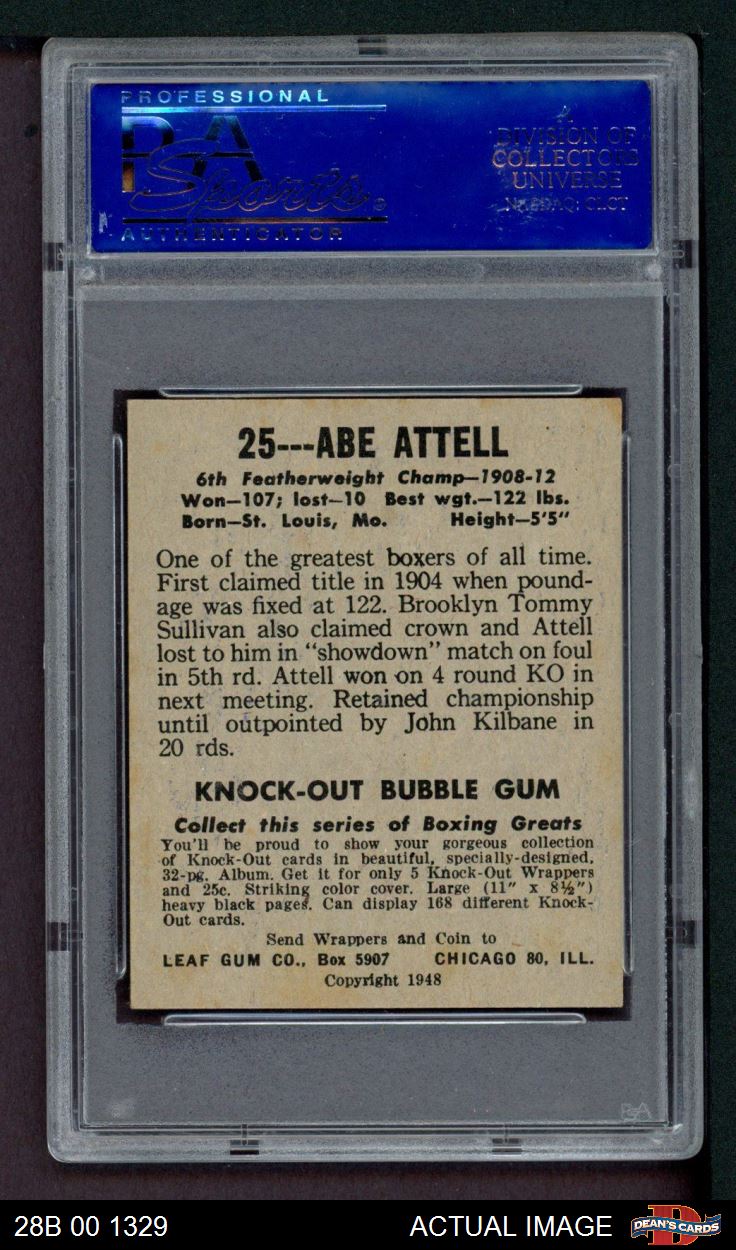 PROFESSIONAL
PSA
Sports
AUTHENTICATOR
DIVISION OF
COLLECTORS
UNIVERSE
NASDAQ: CLCT
25---ABE ATTELL
6th Featherweight Champ—1908-12
Won—107; lost—10 Best wgt.—122 lbs.
Born—St. Louis, Mo. Height—5'5"
One of the greatest boxers of all time.
First claimed title in 1904 when pound-
age was fixed at 122. Brooklyn Tommy
Sullivan also claimed crown and Attell
lost to him in "showdown" match on foul
in 5th rd. Attell won on 4 round KO in
next meeting. Retained championship
until outpointed by John Kilbane in
20 rds.
KNOCK-OUT BUBBLE GUM
Collect this series of Boxing Greats
You'll be proud to show your gorgeous collection
of Knock-Out cards in beautiful, specially-designed,
32-pg. Album. Get it for only 5 Knock-Out Wrappers
and 25c. Striking color cover. Large (11" x 8½")
heavy black pages. Can display 168 different Knock-
Out cards.
Send Wrappers and Coin to
LEAF GUM CO., Box 5907 CHICAGO 80, ILL.
Copyright 1948
PSA
28B 00 1329
ACTUAL IMAGE
DEAN'S CARDS